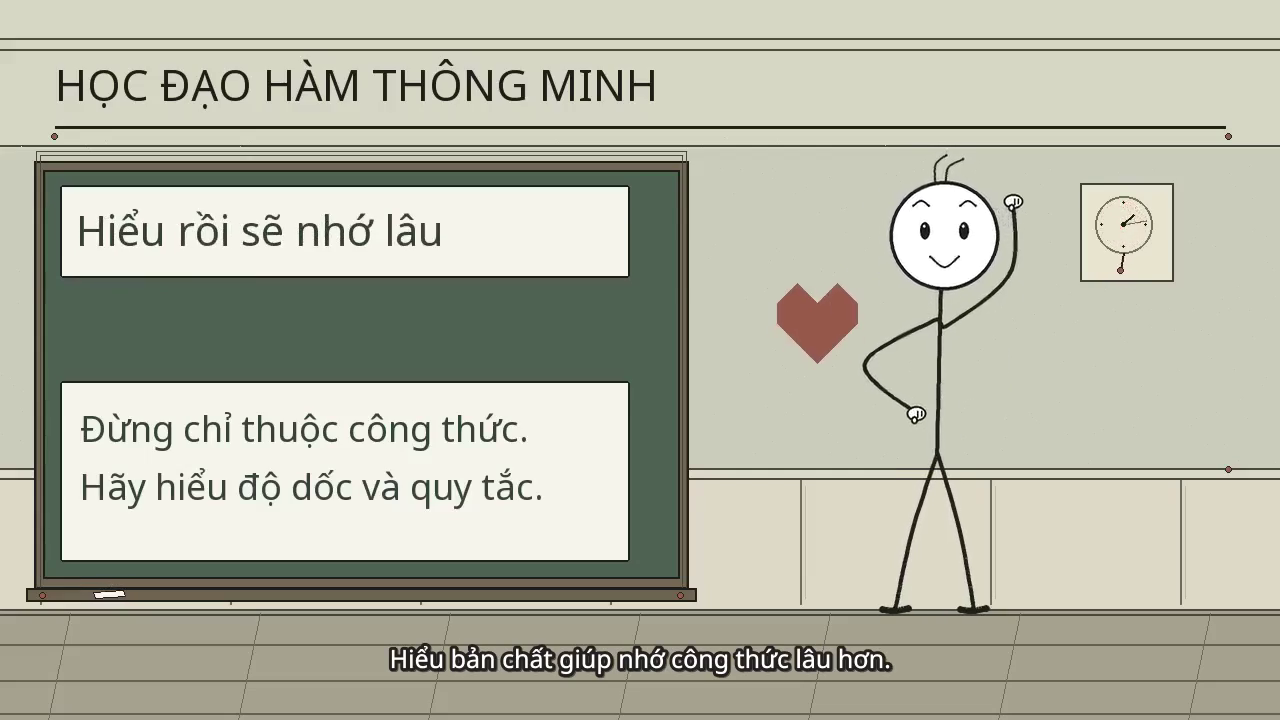 HỌC ĐẠO HÀM THÔNG MINH
Hiểu rồi sẽ nhớ lâu
Đừng chỉ thuộc công thức.
Hãy hiểu độ dốc và quy tắc.
Hiểu bản chất giúp nhớ công thức lâu hơn.